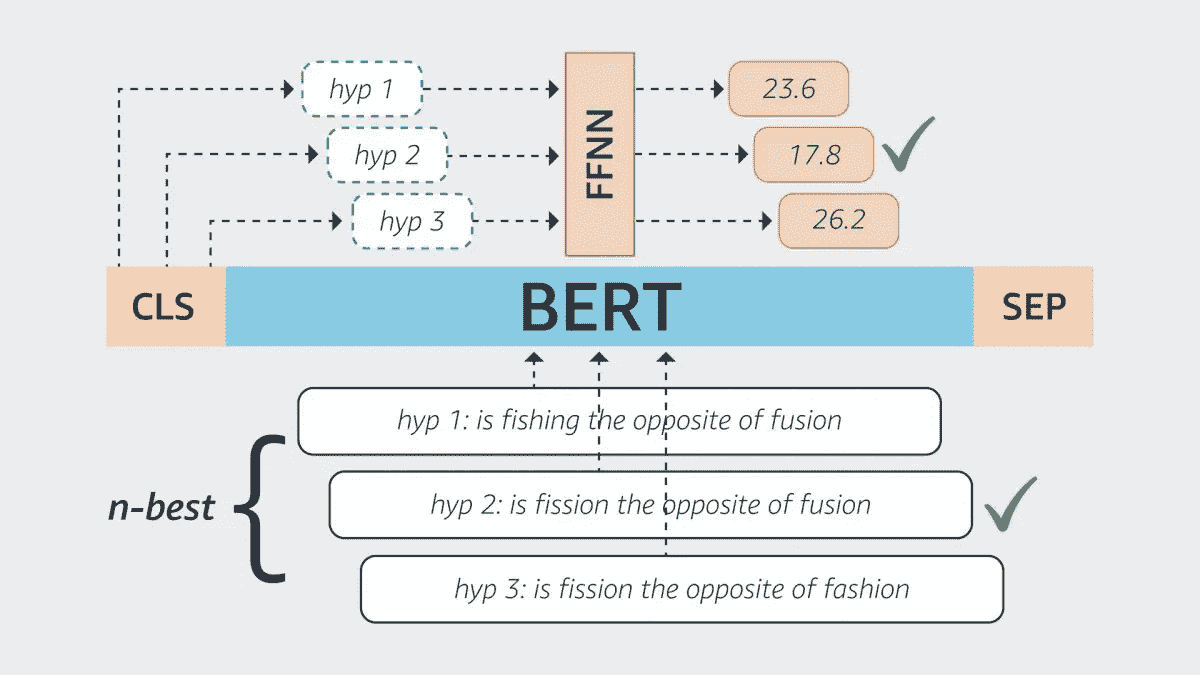 hyp 1
23.6
hyp 2
17.8
hyp 3
26.2
FFNN
CLS
BERT
SEP
hyp 1: is fishing the opposite of fusion
n-best
hyp 2: is fission the opposite of fusion
hyp 3: is fission the opposite of fashion